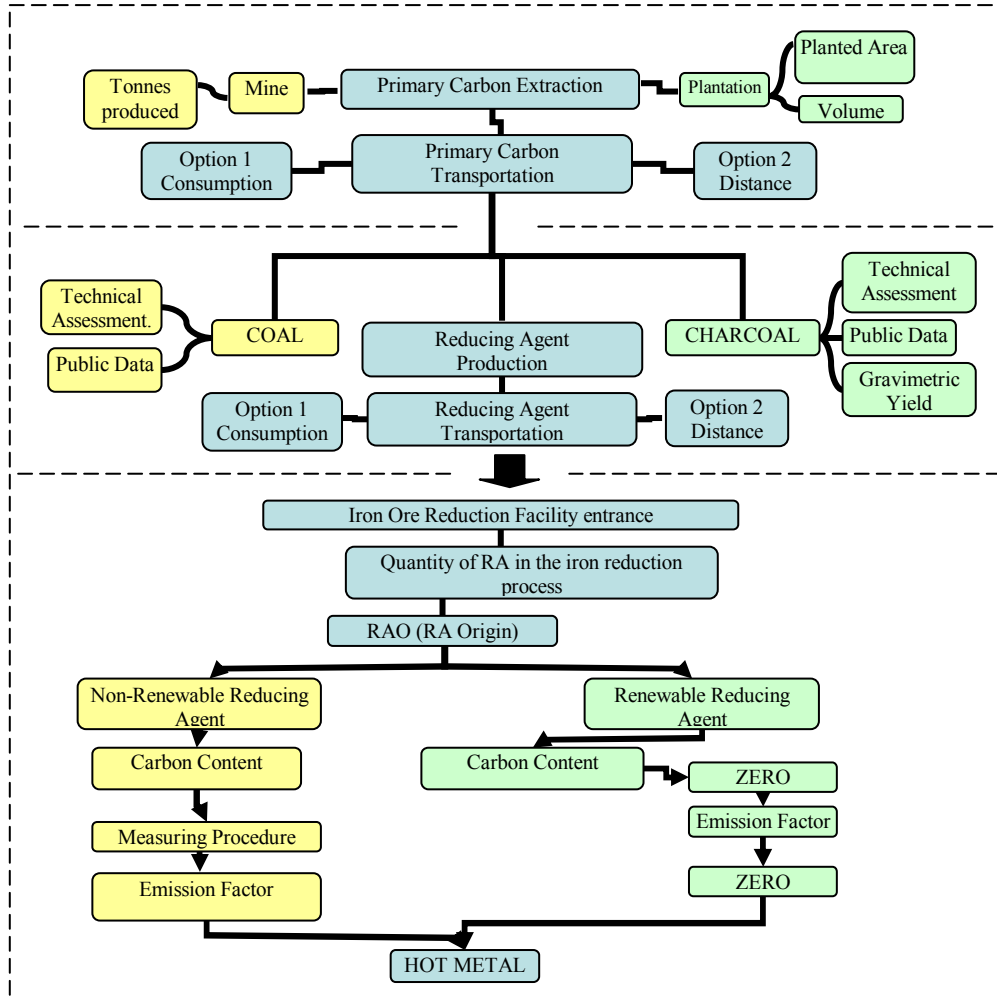 Tonnes
produced
Mine
Primary Carbon Extraction
Plantation
Planted Area
Volume
Option 1
Consumption
Primary Carbon
Transportation
Option 2
Distance
Technical
Assessment.
Public Data
COAL
Reducing Agent
Production
CHARCOAL
Technical
Assessment
Public Data
Gravimetric
Yield
Option 1
Consumption
Reducing Agent
Transportation
Option 2
Distance
Iron Ore Reduction Facility entrance
Quantity of RA in the iron reduction
process
RAO (RA Origin)
Non-Renewable Reducing
Agent
Renewable Reducing
Agent
Carbon Content
Carbon Content
ZERO
Measuring Procedure
Emission Factor
Emission Factor
ZERO
HOT METAL